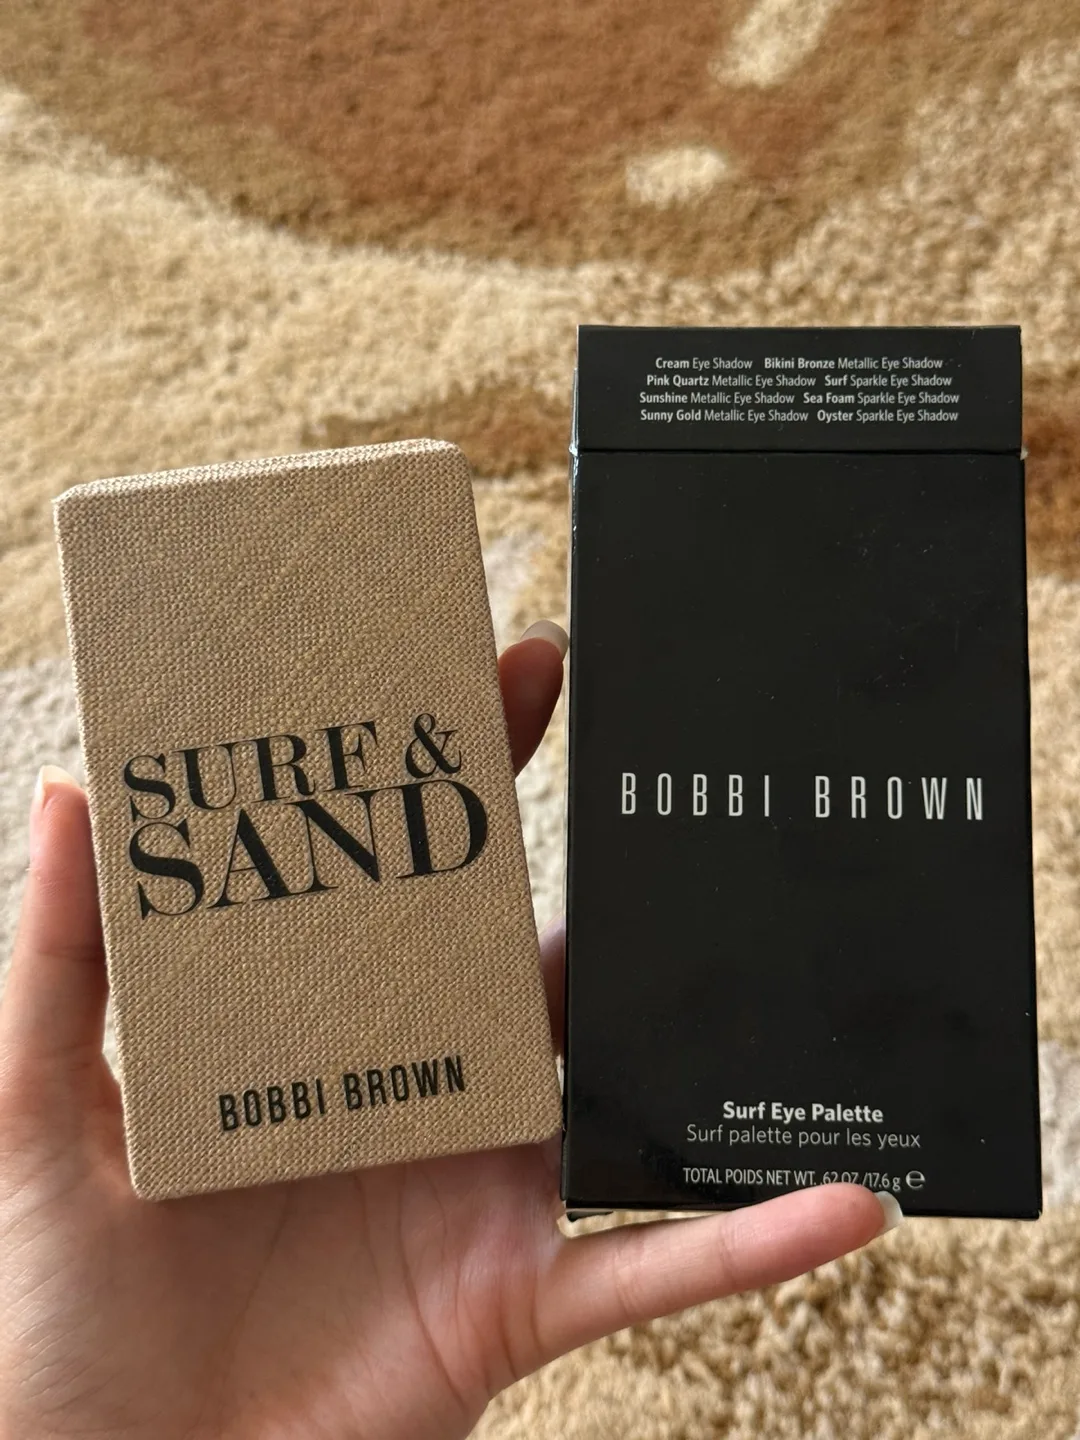 SURF &
SAND
BOBBI BROWN
Cream Eye Shadow Bikini Bronze Metallic Eye Shadow
Pink Quartz Metallic Eye Shadow Surf Sparkle Eye Shadow
Sunshine Metallic Eye Shadow Sea Foam Sparkle Eye Shadow
Sunny Gold Metallic Eye Shadow Oyster Sparkle Eye Shadow
BOBBI BROWN
Surf Eye Palette
Surf palette pour les yeux
TOTAL POIDS NET WT. .62 OZ /17.6 g ℮